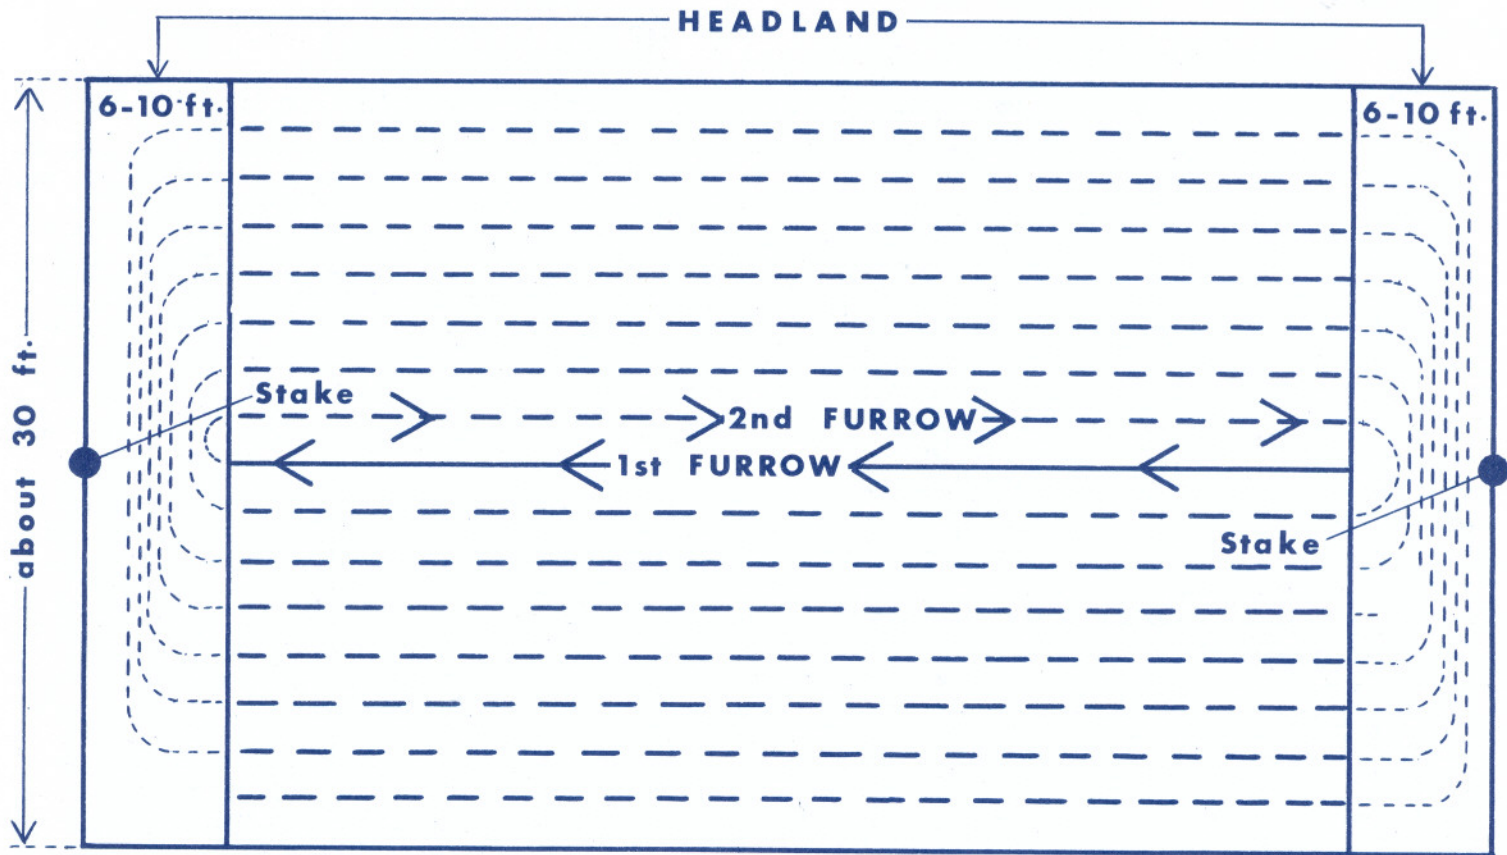 HEADLAND
6-10 ft.
6-10 ft.
about 30 ft.
Stake
2nd FURROW
1st FURROW
Stake